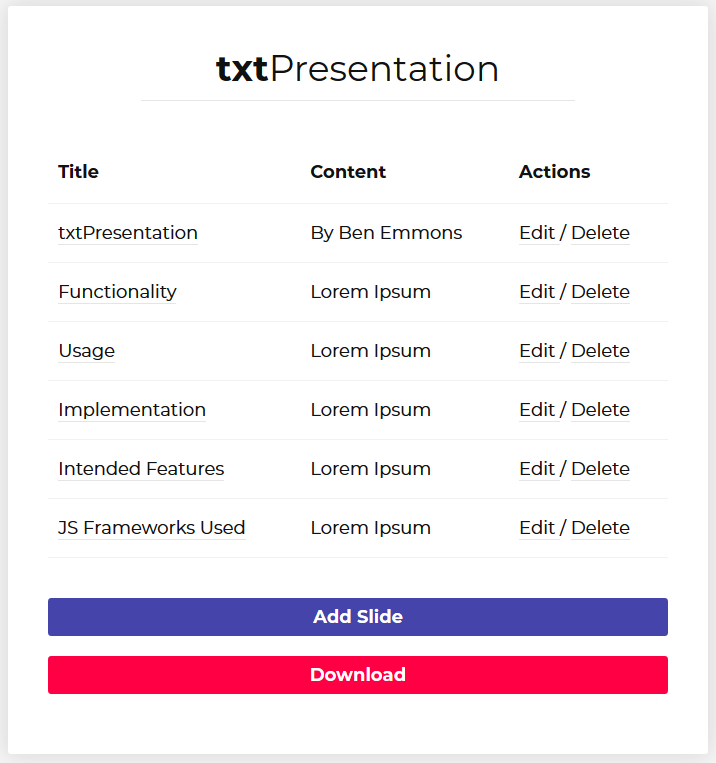 txtPresentation
Title Content Actions
txtPresentation By Ben Emmons Edit / Delete
Functionality Lorem Ipsum Edit / Delete
Usage Lorem Ipsum Edit / Delete
Implementation Lorem Ipsum Edit / Delete
Intended Features Lorem Ipsum Edit / Delete
JS Frameworks Used Lorem Ipsum Edit / Delete
Add Slide
Download